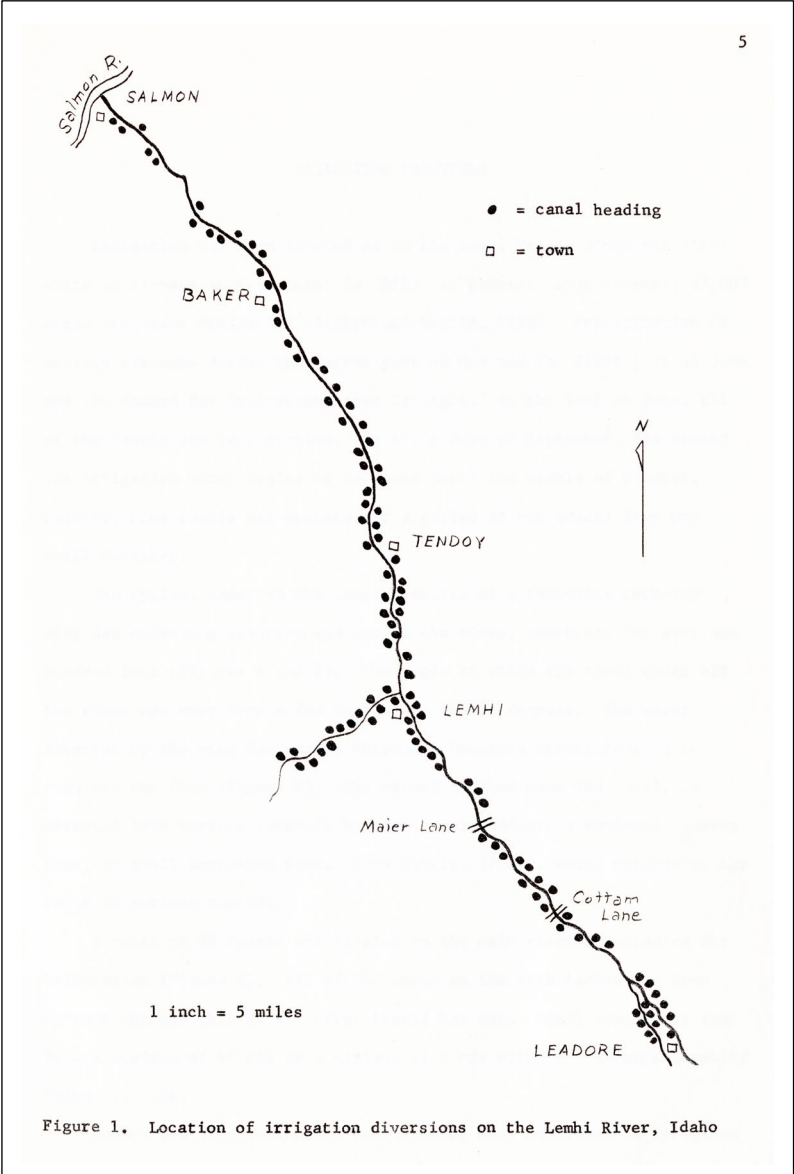 5
Salmon R.
SALMON
● = canal heading
□ = town
BAKER
N
TENDOY
LEMHI
Maier Lane
Cottam
Lane
1 inch = 5 miles
LEADORE
Figure 1. Location of irrigation diversions on the Lemhi River, Idaho